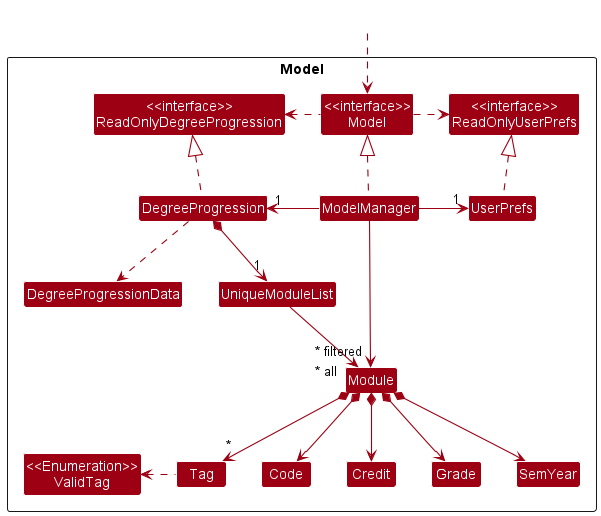 Model
<<interface>>
ReadOnlyDegreeProgression
<<interface>>
Model
<<interface>>
ReadOnlyUserPrefs
DegreeProgression
1
ModelManager
1
UserPrefs
DegreeProgressionData
1
UniqueModuleList
* filtered
* all
Module
*
<<Enumeration>>
ValidTag
Tag
Code
Credit
Grade
SemYear